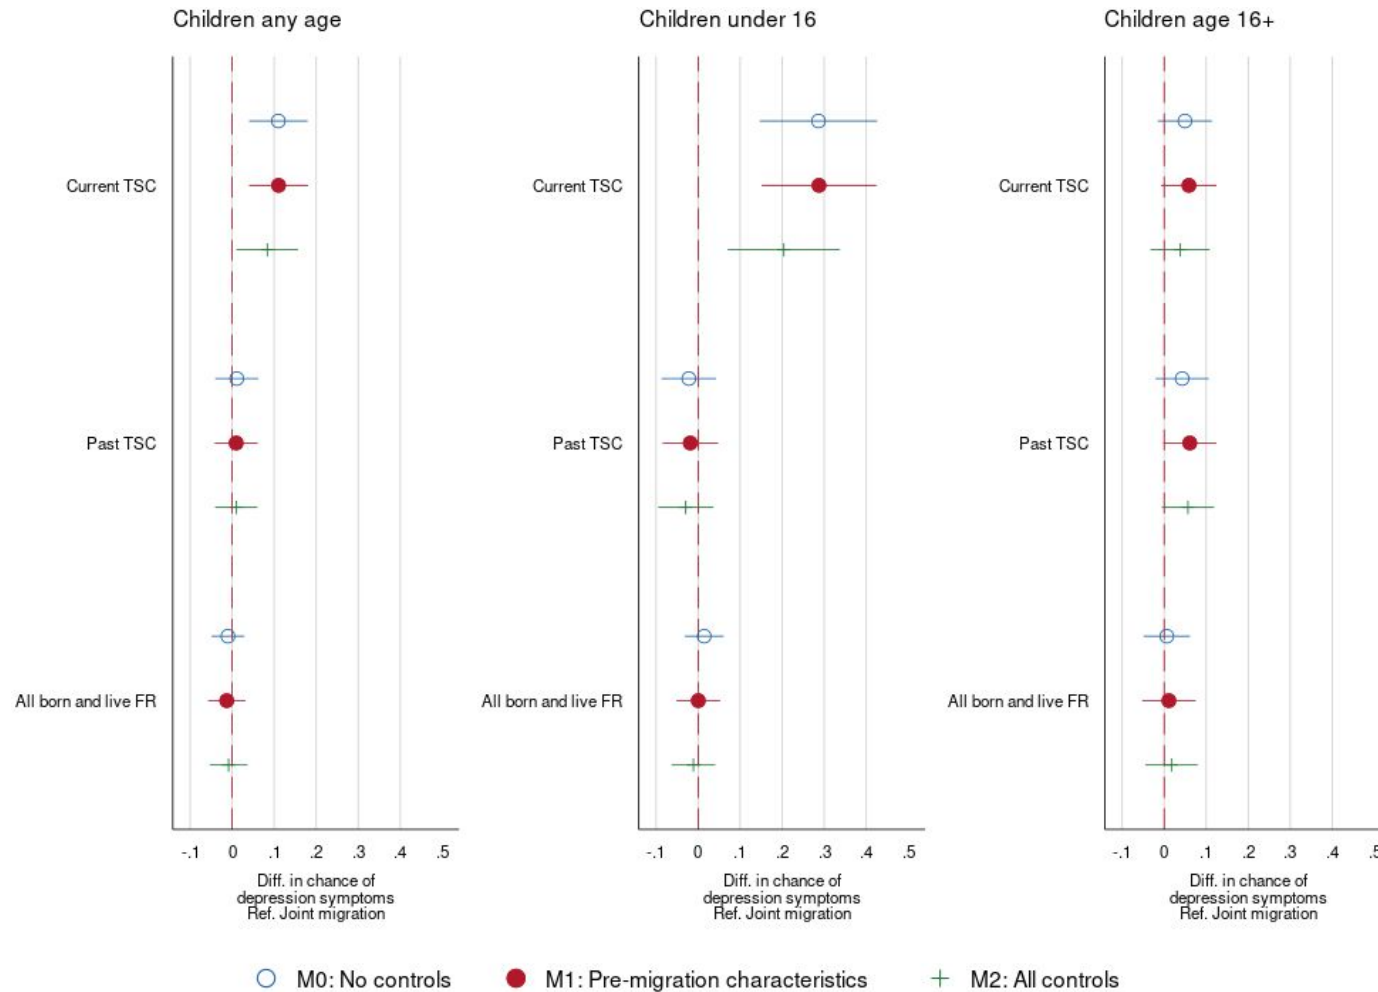 Children any age
Children under 16
Children age 16+
Current TSC
Current TSC
Current TSC
Past TSC
Past TSC
Past TSC
All born and live FR
All born and live FR
All born and live FR
-.1 0 .1 .2 .3 .4 .5
-.1 0 .1 .2 .3 .4 .5
-.1 0 .1 .2 .3 .4 .5
Diff. in chance of
depression symptoms
Ref. Joint migration
Diff. in chance of
depression symptoms
Ref. Joint migration
Diff. in chance of
depression symptoms
Ref. Joint migration
M0: No controls
M1: Pre-migration characteristics
M2: All controls